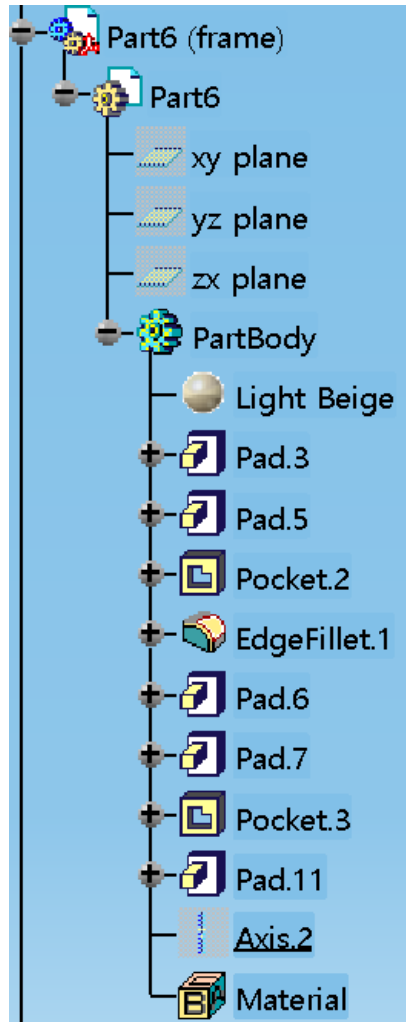 Part6 (frame)
Part6
xy plane
yz plane
zx plane
PartBody
Light Beige
Pad.3
Pad.5
Pocket.2
EdgeFillet.1
Pad.6
Pad.7
Pocket.3
Pad.11
Axis.2
Material